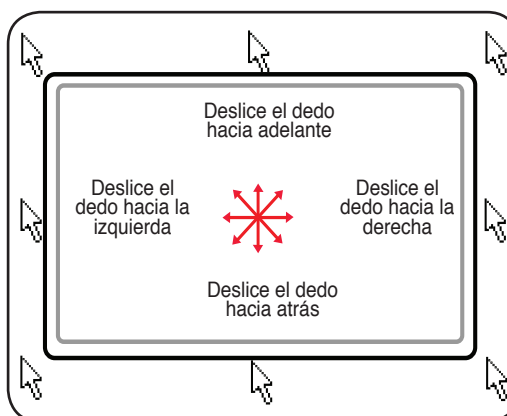 Deslice el dedo
hacia adelante
Deslice el
dedo hacia la
izquierda
Deslice el
dedo hacia la
derecha
Deslice el dedo
hacia atrás